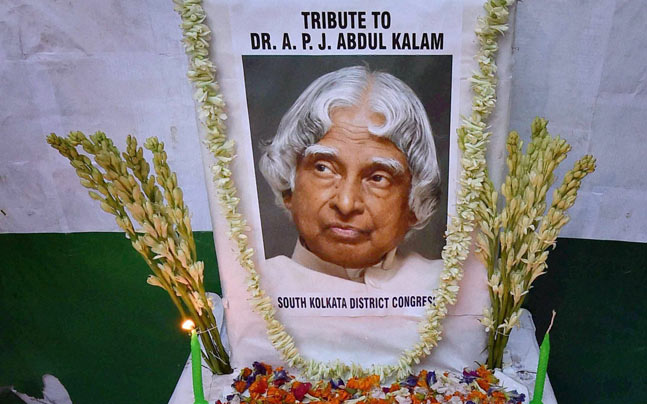 TRIBUTE TO
DR. A. P. J. ABDUL KALAM
SOUTH KOLKATA DISTRICT CONGRESS